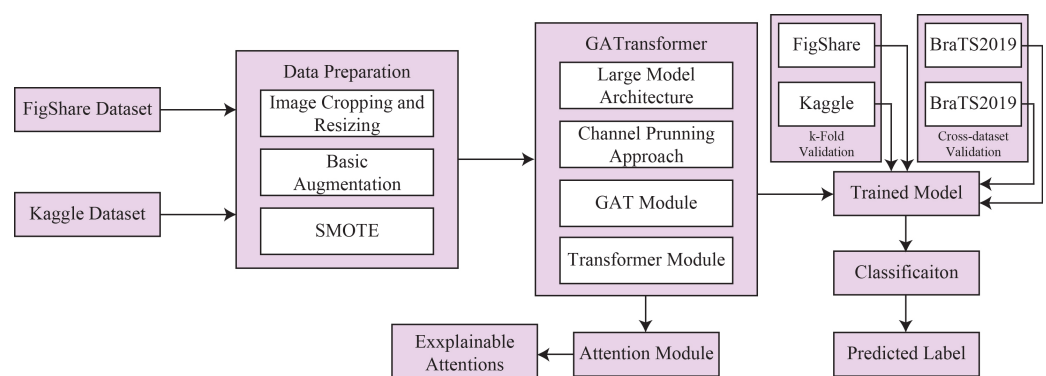 FigShare Dataset
Kaggle Dataset
Data Preparation
Image Cropping and
Resizing
Basic
Augmentation
SMOTE
GATransformer
Large Model
Architecture
Channel Prunning
Approach
GAT Module
Transformer Module
Exxplainable
Attentions
Attention Module
FigShare
Kaggle
k-Fold
Validation
BraTS2019
BraTS2019
Cross-dataset
Validation
Trained Model
Classificaiton
Predicted Label